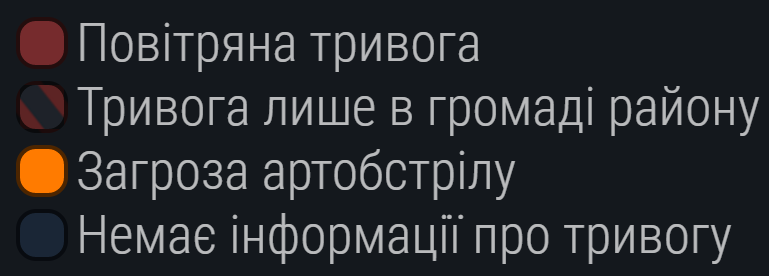 Повітряна тривога
Тривога лише в громаді району
Загроза артобстрілу
Немає інформації про тривогу